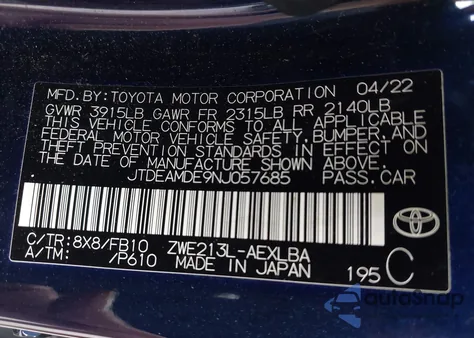 MFD. BY: TOYOTA MOTOR CORPORATION 04/22
GVWR 3915LB GAWR FR 2315LB RR 2140LB
THIS VEHICLE CONFORMS TO ALL APPLICABLE
FEDERAL MOTOR VEHICLE SAFETY, BUMPER, AND
THEFT PREVENTION STANDARDS IN EFFECT ON
THE DATE OF MANUFACTURE SHOWN ABOVE.
JTDEAMDE9NJ057685 PASS. CAR
C/TR: 8X8/FB10 ZWE213L-AEXLBA
A/TM: /P610 MADE IN JAPAN 195 C
TOYOTA
AutoSnap